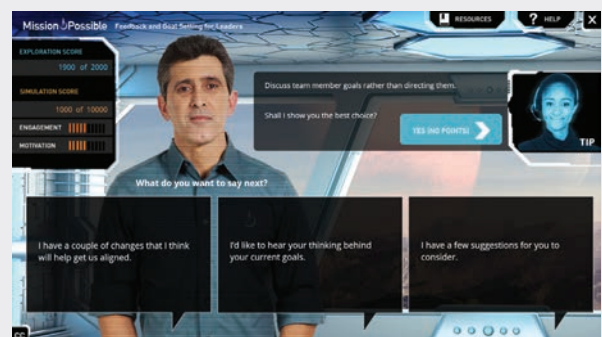 Mission Possible
Feedback and Goal Setting for Leaders
RESOURCES
? HELP
X
EXPLORATION SCORE
1900 of 2000
SIMULATION SCORE
1000 of 10000
ENGAGEMENT
MOTIVATION
Discuss team member goals rather than directing them.
Shall I show you the best choice?
YES (NO POINTS)
TIP
What do you want to say next?
I have a couple of changes that I think
will help get us aligned.
I'd like to hear your thinking behind
your current goals.
I have a few suggestions for you to
consider.
CC